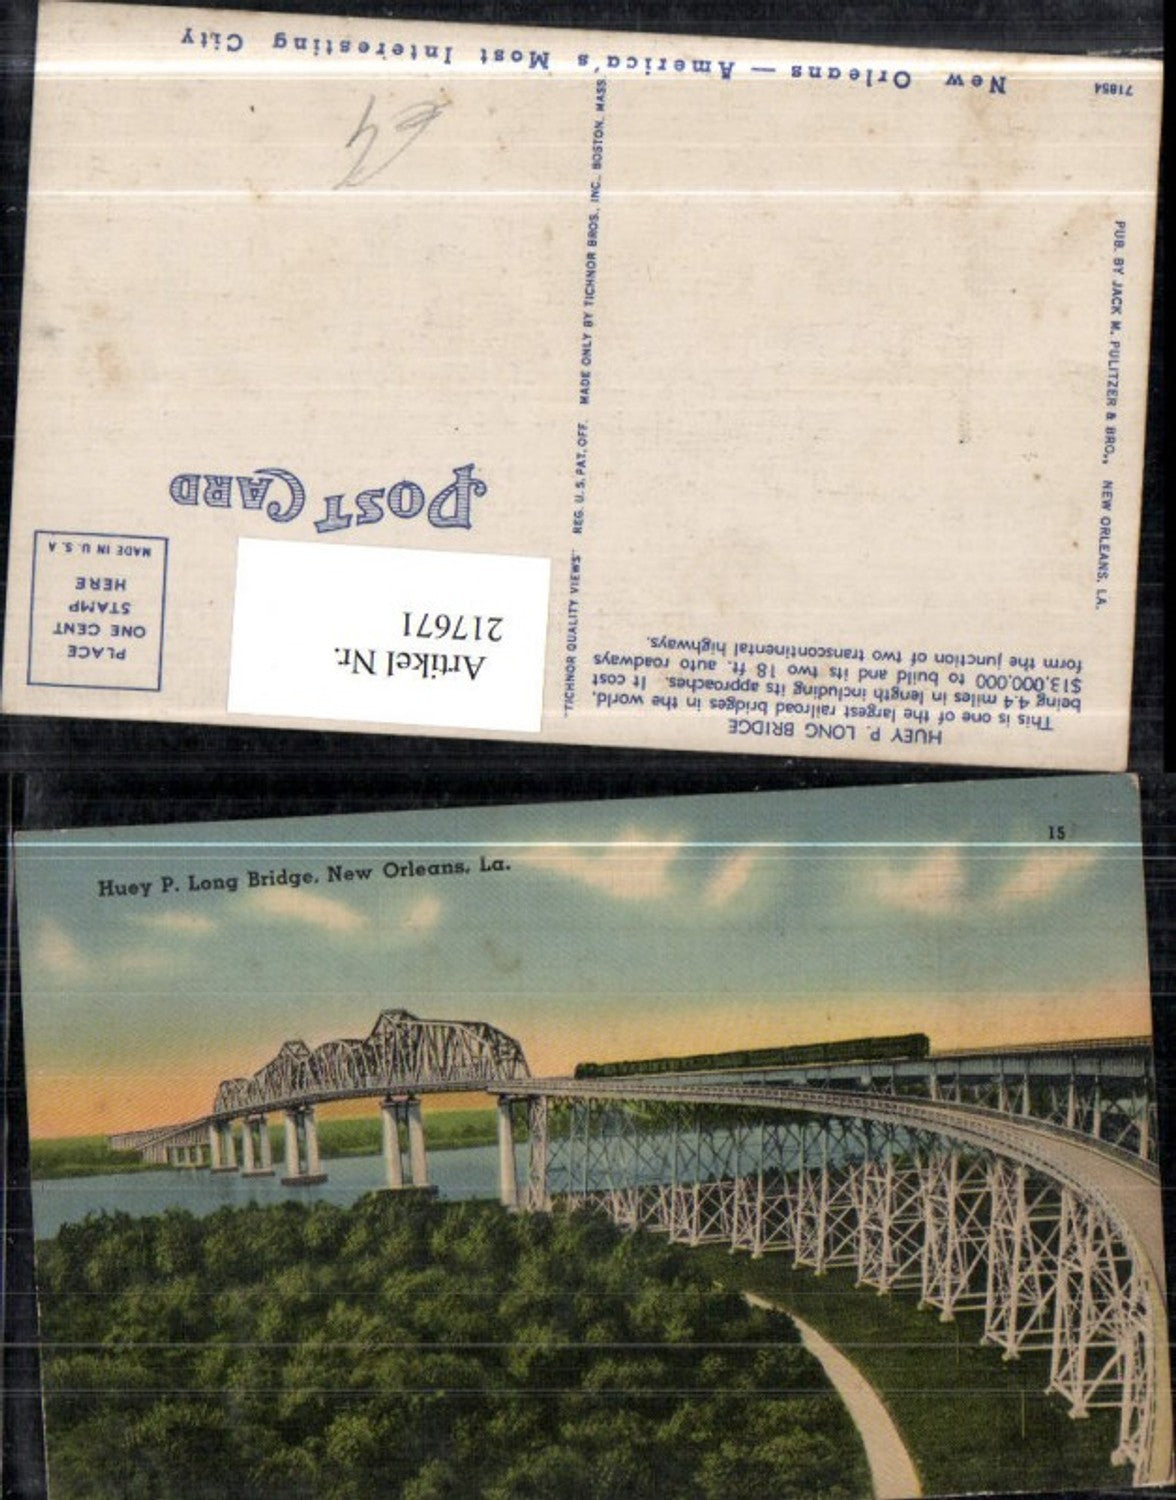 HUEY P. LONG BRIDGE
This is one of the largest railroad bridges in the world,
being 4.4 miles in length including its approaches. It cost
$13,000,000 to build and its two 18 ft. auto roadways
form the junction of two transcontinental highways.
PUB. BY JACK M. PULITZER & BRO., NEW ORLEANS, LA.
71854
New Orleans — America's Most Interesting City
"TICHNOR QUALITY VIEWS" REG. U. S. PAT. OFF. MADE ONLY BY TICHNOR BROS., INC., BOSTON, MASS.
Artikel Nr.
217671
POST CARD
PLACE
ONE CENT
STAMP
HERE
MADE IN U. S. A
Huey P. Long Bridge, New Orleans, La.
15